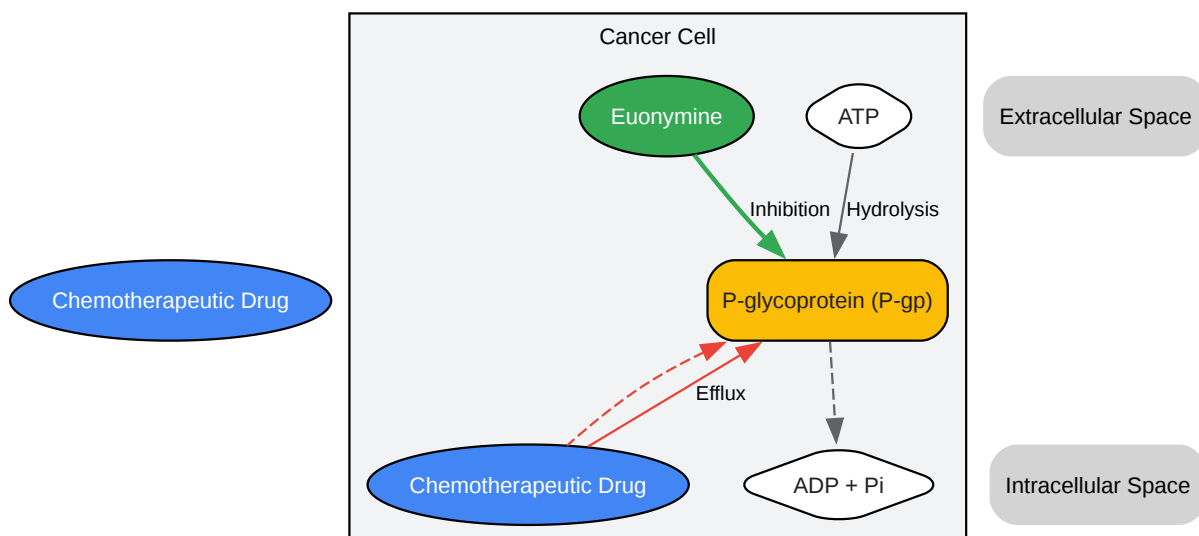 Cancer Cell
Euonymine
ATP
Extracellular Space
Inhibition
Hydrolysis
Chemotherapeutic Drug
P-glycoprotein (P-gp)
Efflux
Chemotherapeutic Drug
ADP + Pi
Intracellular Space